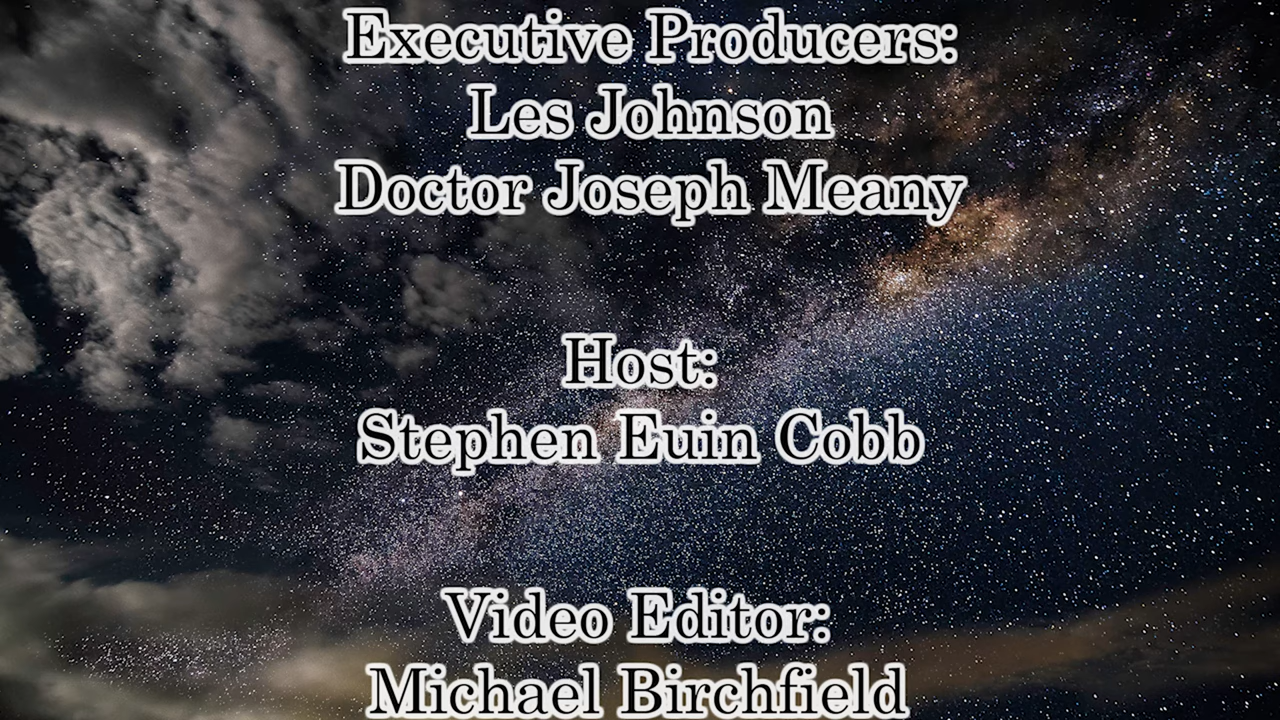 Executive Producers:
Les Johnson
Doctor Joseph Meany
Host:
Stephen Euin Cobb
Video Editor:
Michael Birchfield